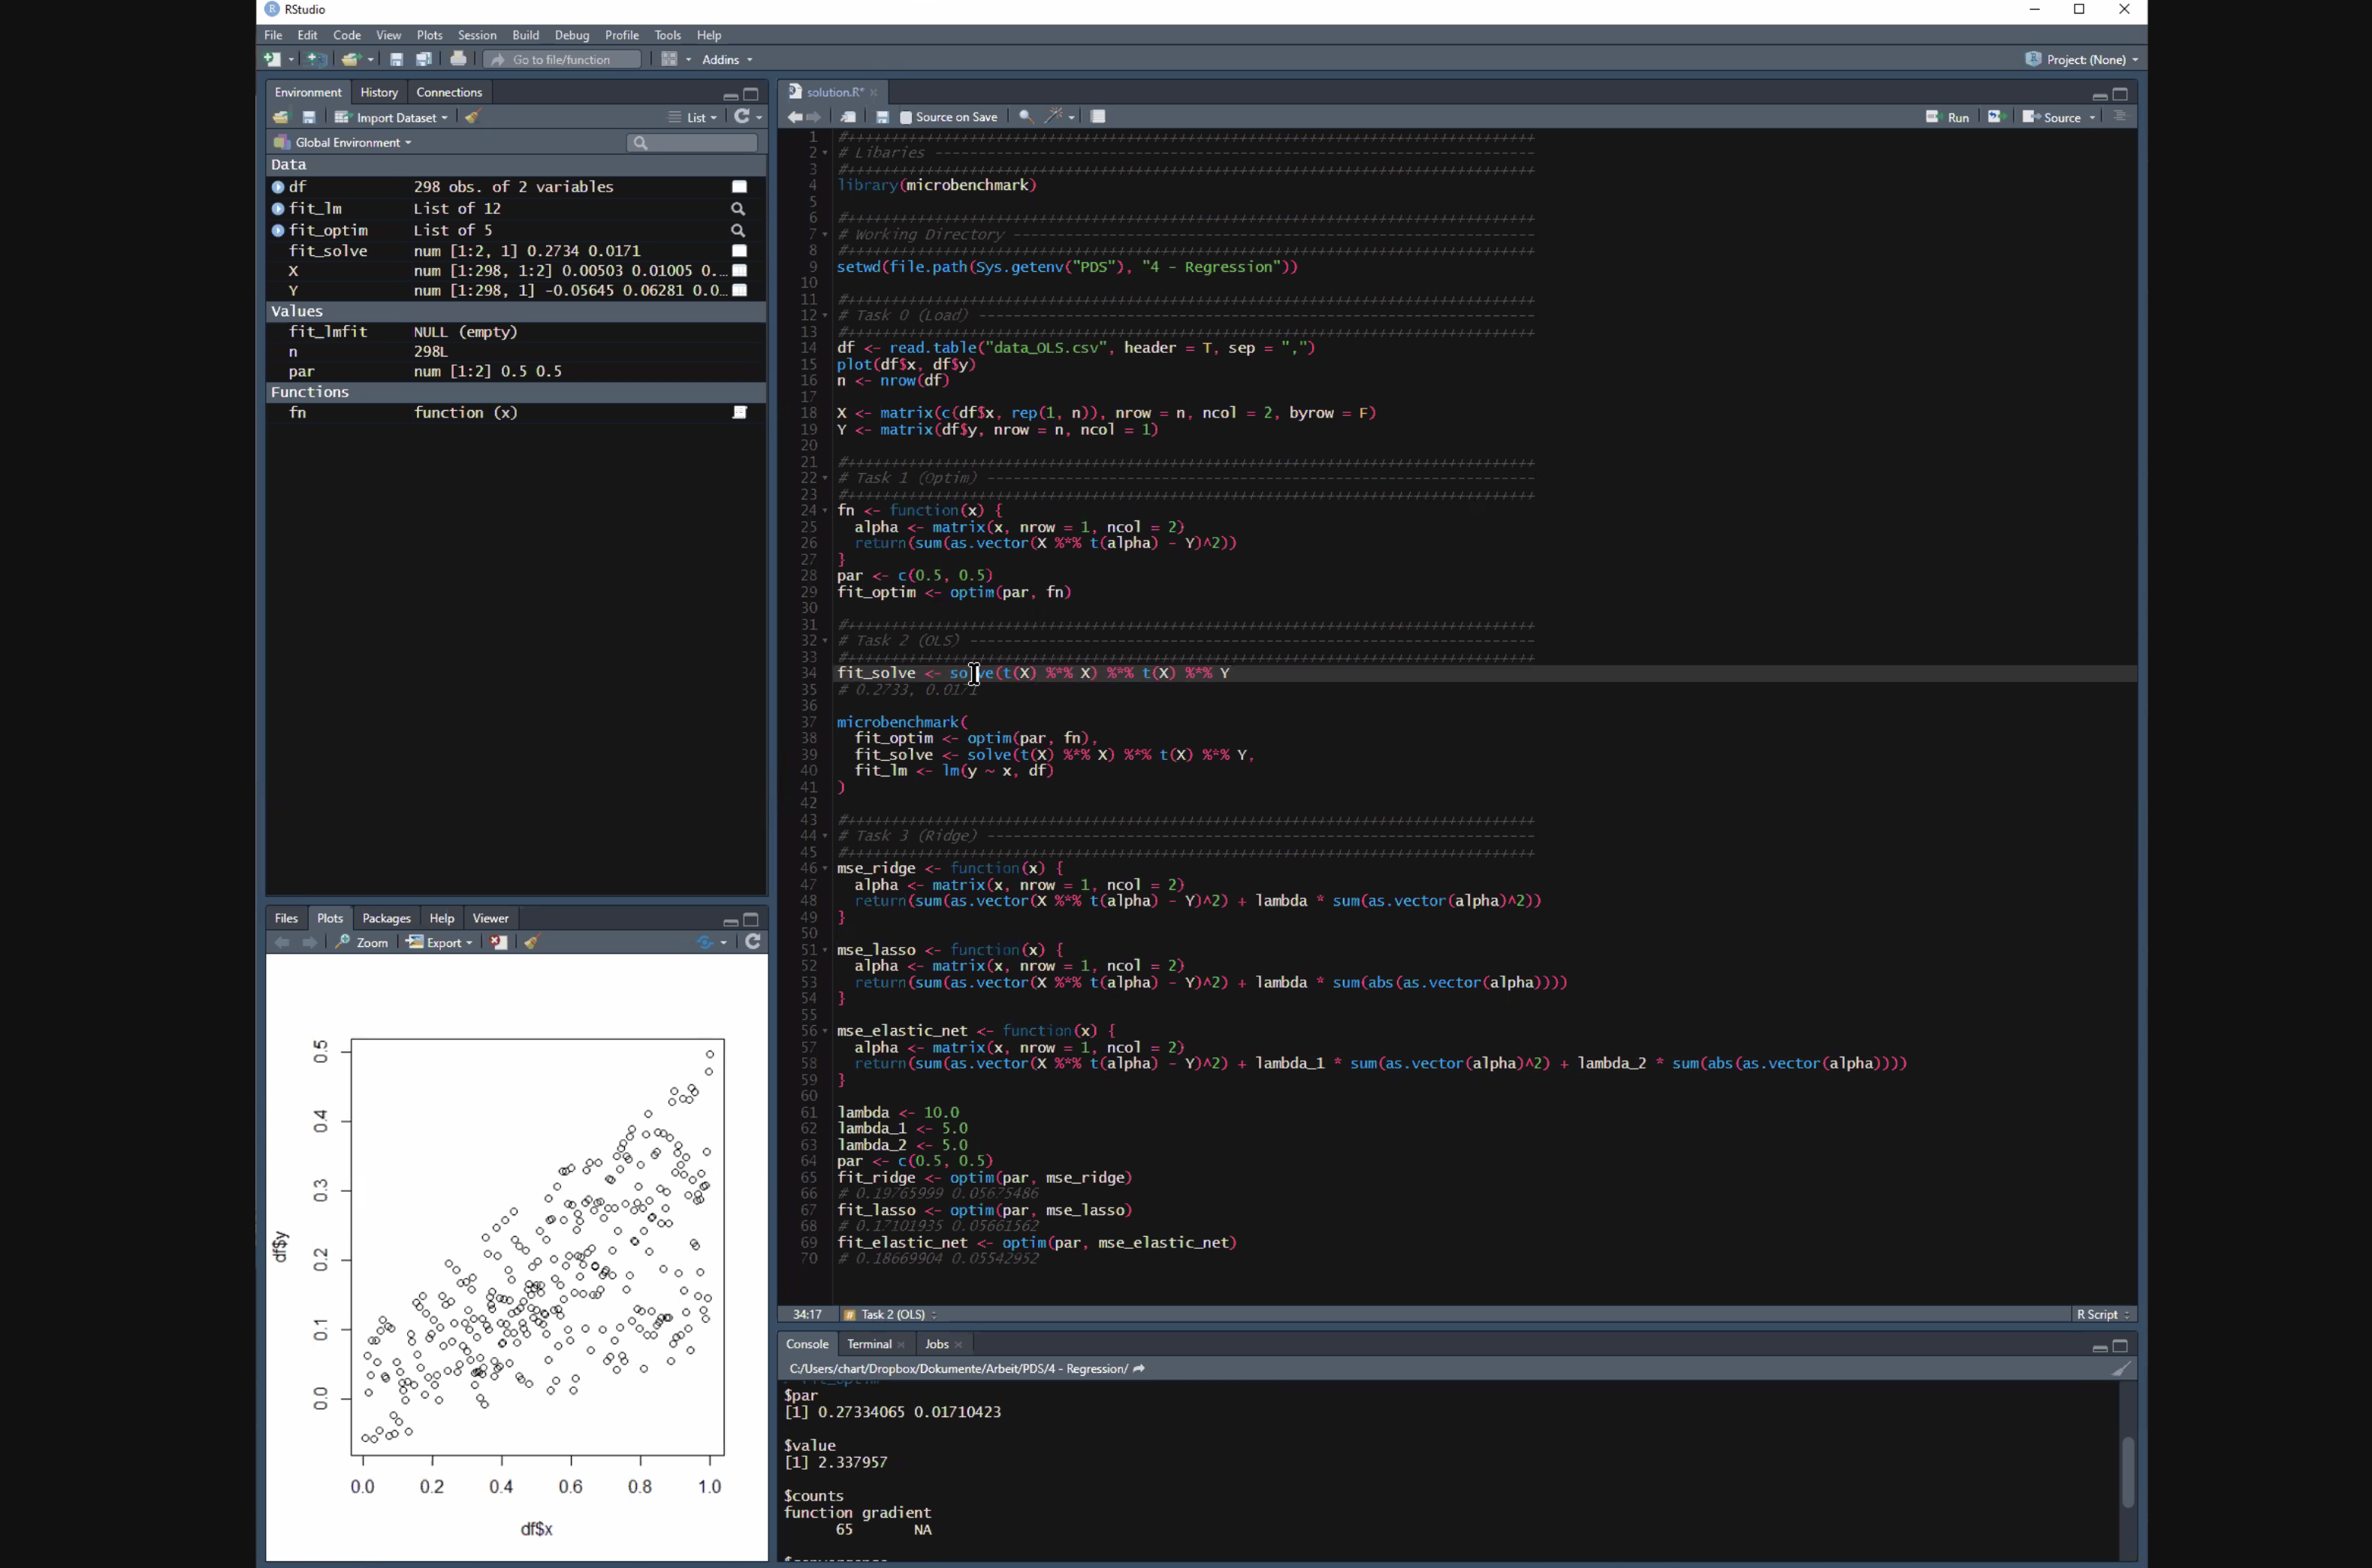 RStudio
File Edit Code View Plots Session Build Debug Profile Tools Help
Go to file/function Addins Project: (None)
Environment History Connections
Import Dataset List
Global Environment
Data
df 298 obs. of 2 variables
fit_lm List of 12
fit_optim List of 5
fit_solve num [1:2, 1] 0.2734 0.0171
X num [1:298, 1:2] 0.00503 0.01005 0...
Y num [1:298, 1] -0.05645 0.06281 0.0...
Values
fit_lmfit NULL (empty)
n 298L
par num [1:2] 0.5 0.5
Functions
fn function (x)
Files Plots Packages Help Viewer
Zoom Export
0.5
0.4
0.3
0.2
0.1
0.0
df$y
0.0 0.2 0.4 0.6 0.8 1.0
df$x
solution.R*
Source on Save Run Source
1 #++++++++++++++++++++++++++++++++++++++++++++++++++++++++++++++++++++++++++++++
2 # Libaries ---------------------------------------------------------------------
3 #++++++++++++++++++++++++++++++++++++++++++++++++++++++++++++++++++++++++++++++
4 library(microbenchmark)
5
6 #++++++++++++++++++++++++++++++++++++++++++++++++++++++++++++++++++++++++++++++
7 # Working Directory ------------------------------------------------------------
8 #++++++++++++++++++++++++++++++++++++++++++++++++++++++++++++++++++++++++++++++
9 setwd(file.path(Sys.getenv("PDS"), "4 - Regression"))
10
11 #++++++++++++++++++++++++++++++++++++++++++++++++++++++++++++++++++++++++++++++
12 # Task 0 (Load) ----------------------------------------------------------------
13 #++++++++++++++++++++++++++++++++++++++++++++++++++++++++++++++++++++++++++++++
14 df <- read.table("data_OLS.csv", header = T, sep = ",")
15 plot(df$x, df$y)
16 n <- nrow(df)
17
18 X <- matrix(c(df$x, rep(1, n)), nrow = n, ncol = 2, byrow = F)
19 Y <- matrix(df$y, nrow = n, ncol = 1)
20
21 #++++++++++++++++++++++++++++++++++++++++++++++++++++++++++++++++++++++++++++++
22 # Task 1 (Optim) ---------------------------------------------------------------
23 #++++++++++++++++++++++++++++++++++++++++++++++++++++++++++++++++++++++++++++++
24 fn <- function(x) {
25 alpha <- matrix(x, nrow = 1, ncol = 2)
26 return(sum(as.vector(X %*% t(alpha) - Y)^2))
27 }
28 par <- c(0.5, 0.5)
29 fit_optim <- optim(par, fn)
30
31 #++++++++++++++++++++++++++++++++++++++++++++++++++++++++++++++++++++++++++++++
32 # Task 2 (OLS) -----------------------------------------------------------------
33 #++++++++++++++++++++++++++++++++++++++++++++++++++++++++++++++++++++++++++++++
34 fit_solve <- solve(t(X) %*% X) %*% t(X) %*% Y
35 # 0.2733, 0.0171
36
37 microbenchmark(
38 fit_optim <- optim(par, fn),
39 fit_solve <- solve(t(X) %*% X) %*% t(X) %*% Y,
40 fit_lm <- lm(y ~ x, df)
41 )
42
43 #++++++++++++++++++++++++++++++++++++++++++++++++++++++++++++++++++++++++++++++
44 # Task 3 (Ridge) ---------------------------------------------------------------
45 #++++++++++++++++++++++++++++++++++++++++++++++++++++++++++++++++++++++++++++++
46 mse_ridge <- function(x) {
47 alpha <- matrix(x, nrow = 1, ncol = 2)
48 return(sum(as.vector(X %*% t(alpha) - Y)^2) + lambda * sum(as.vector(alpha)^2))
49 }
50
51 mse_lasso <- function(x) {
52 alpha <- matrix(x, nrow = 1, ncol = 2)
53 return(sum(as.vector(X %*% t(alpha) - Y)^2) + lambda * sum(abs(as.vector(alpha))))
54 }
55
56 mse_elastic_net <- function(x) {
57 alpha <- matrix(x, nrow = 1, ncol = 2)
58 return(sum(as.vector(X %*% t(alpha) - Y)^2) + lambda_1 * sum(as.vector(alpha)^2) + lambda_2 * sum(abs(as.vector(alpha))))
59 }
60
61 lambda <- 10.0
62 lambda_1 <- 5.0
63 lambda_2 <- 5.0
64 par <- c(0.5, 0.5)
65 fit_ridge <- optim(par, mse_ridge)
66 # 0.19765999 0.05675486
67 fit_lasso <- optim(par, mse_lasso)
68 # 0.17101935 0.05661562
69 fit_elastic_net <- optim(par, mse_elastic_net)
70 # 0.18669904 0.05542952
34:17 Task 2 (OLS) R Script
Console Terminal Jobs
C:/Users/chart/Dropbox/Dokumente/Arbeit/PDS/4 - Regression/
$par
[1] 0.27334065 0.01710423
$value
[1] 2.337957
$counts
function gradient
65 NA